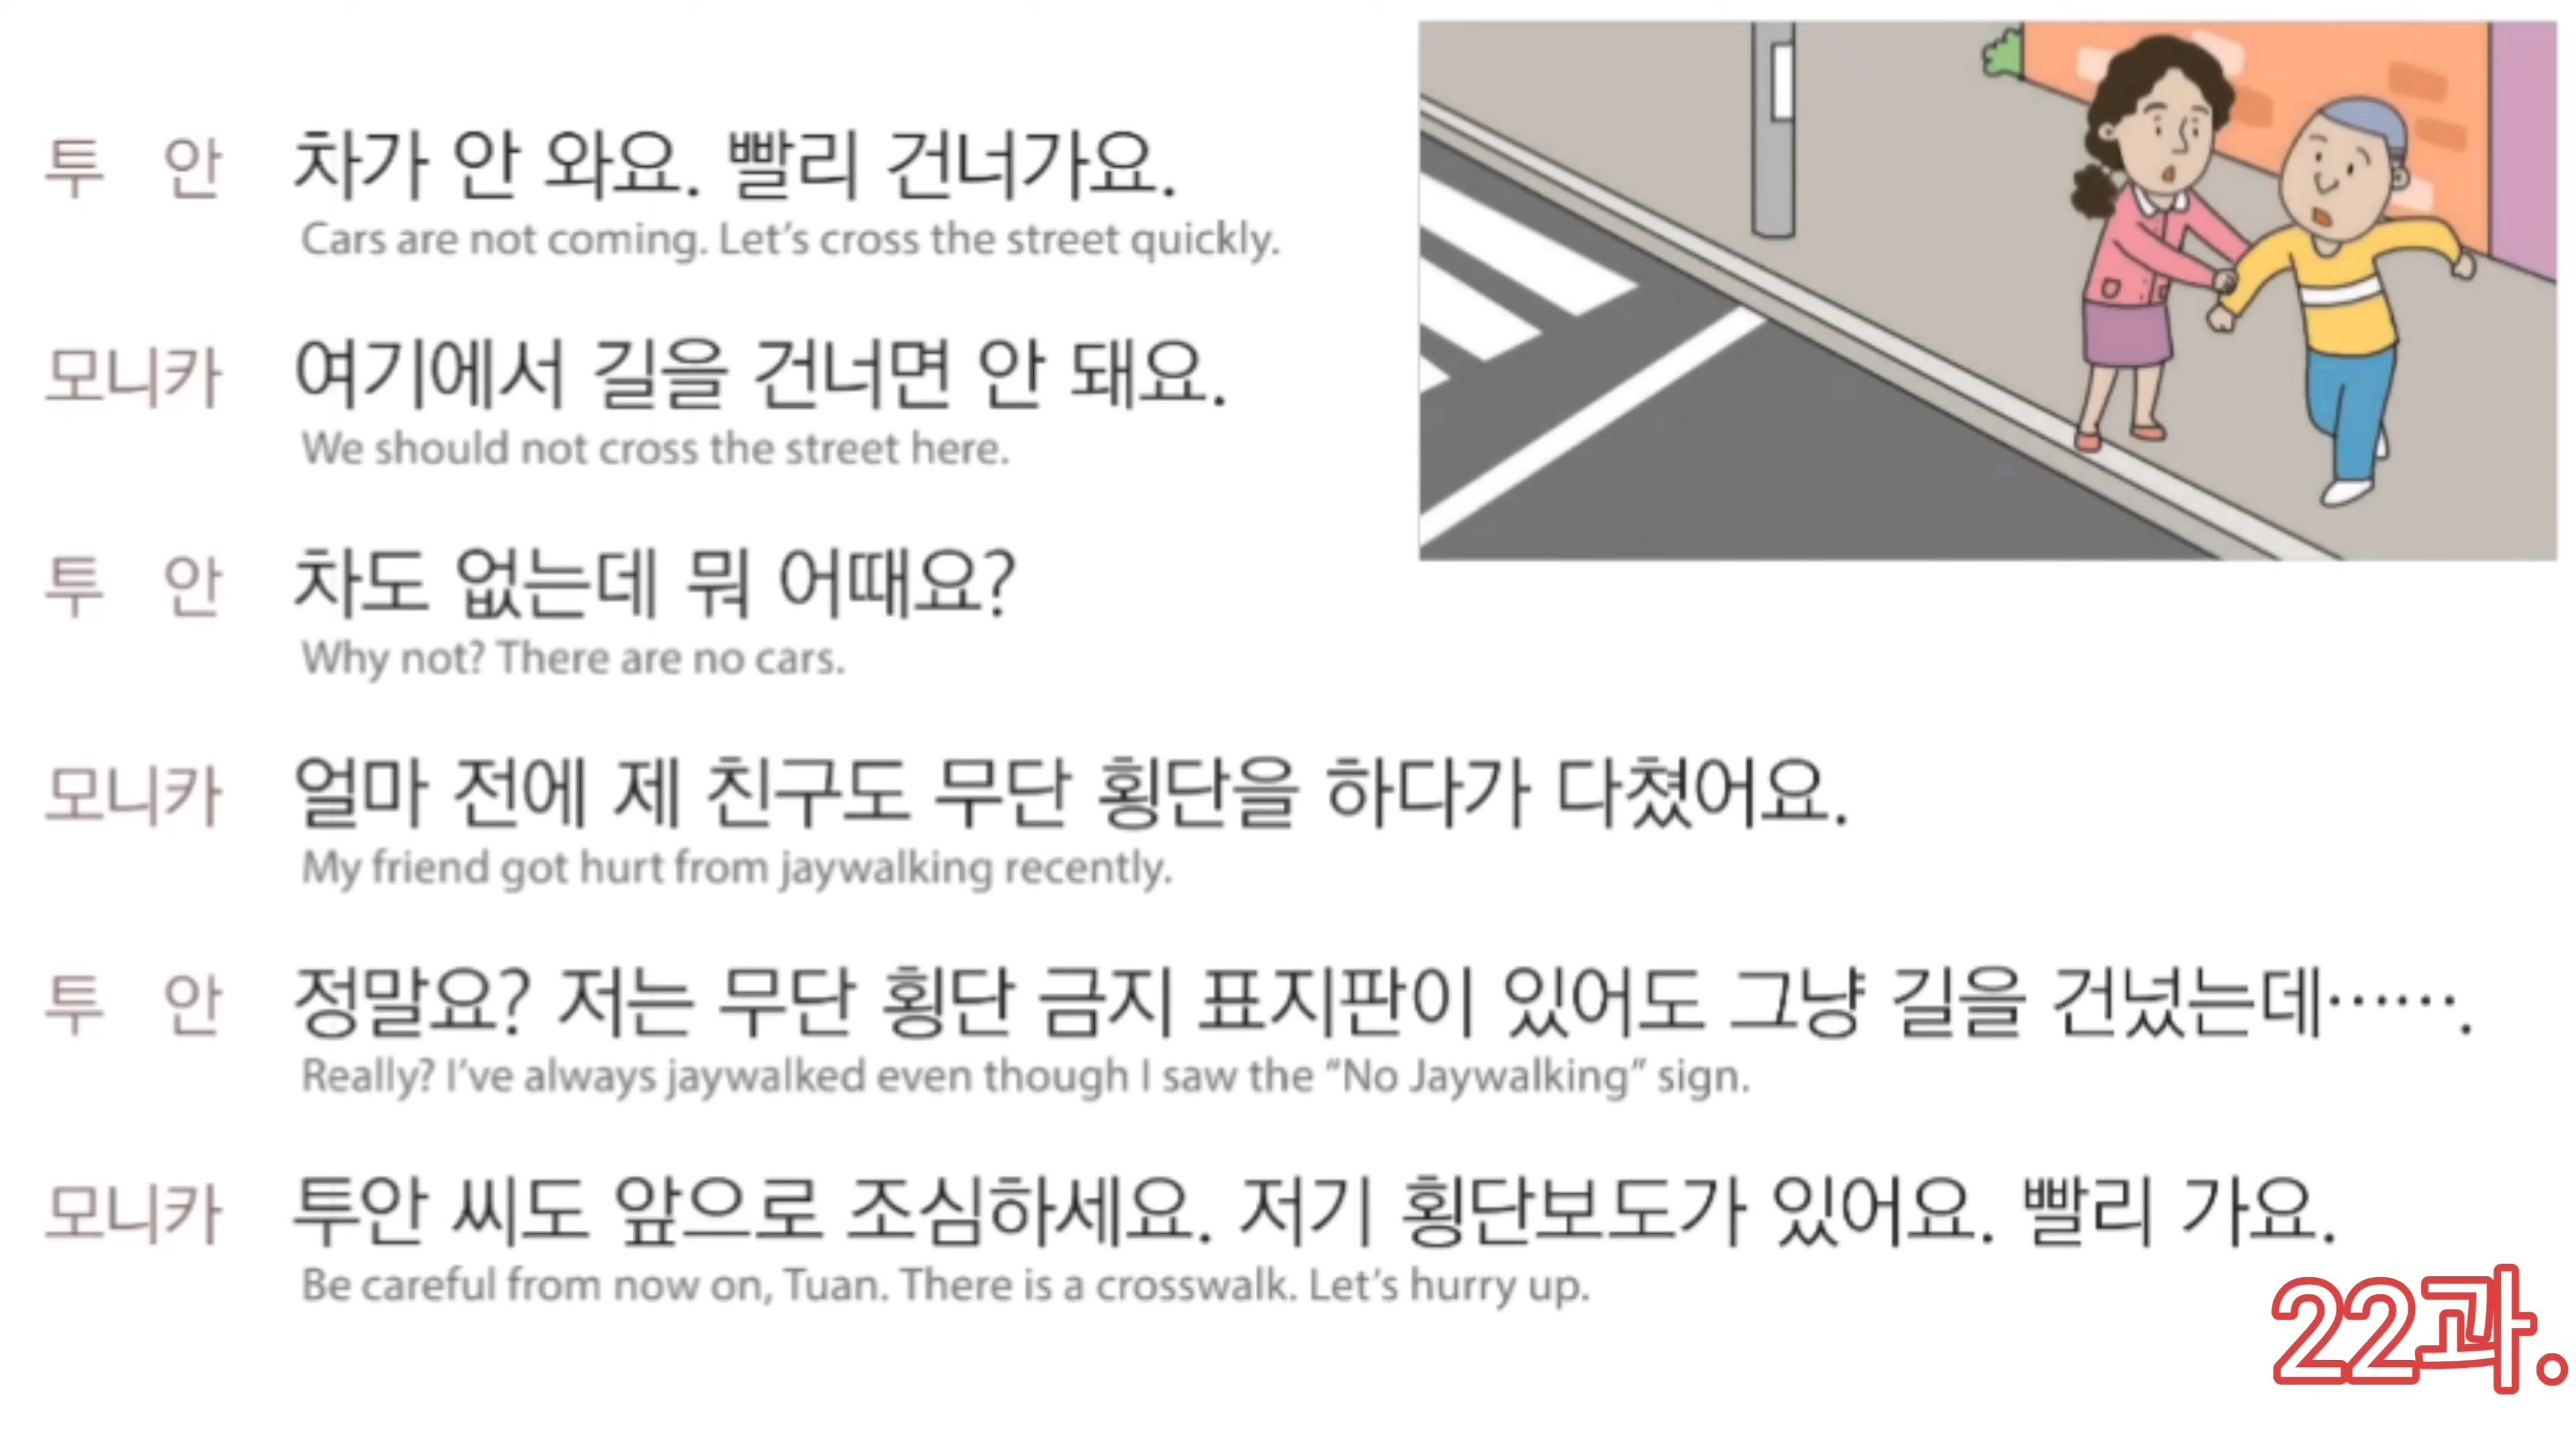 투 안 차가 안 와요. 빨리 건너가요.
Cars are not coming. Let's cross the street quickly.
모니카 여기에서 길을 건너면 안 돼요.
We should not cross the street here.
투 안 차도 없는데 뭐 어때요?
Why not? There are no cars.
모니카 얼마 전에 제 친구도 무단 횡단을 하다가 다쳤어요.
My friend got hurt from jaywalking recently.
투 안 정말요? 저는 무단 횡단 금지 표지판이 있어도 그냥 길을 건넜는데⋯⋯.
Really? I've always jaywalked even though I saw the “No Jaywalking” sign.
모니카 투안 씨도 앞으로 조심하세요. 저기 횡단보도가 있어요. 빨리 가요.
Be careful from now on, Tuan. There is a crosswalk. Let's hurry up.
22과.